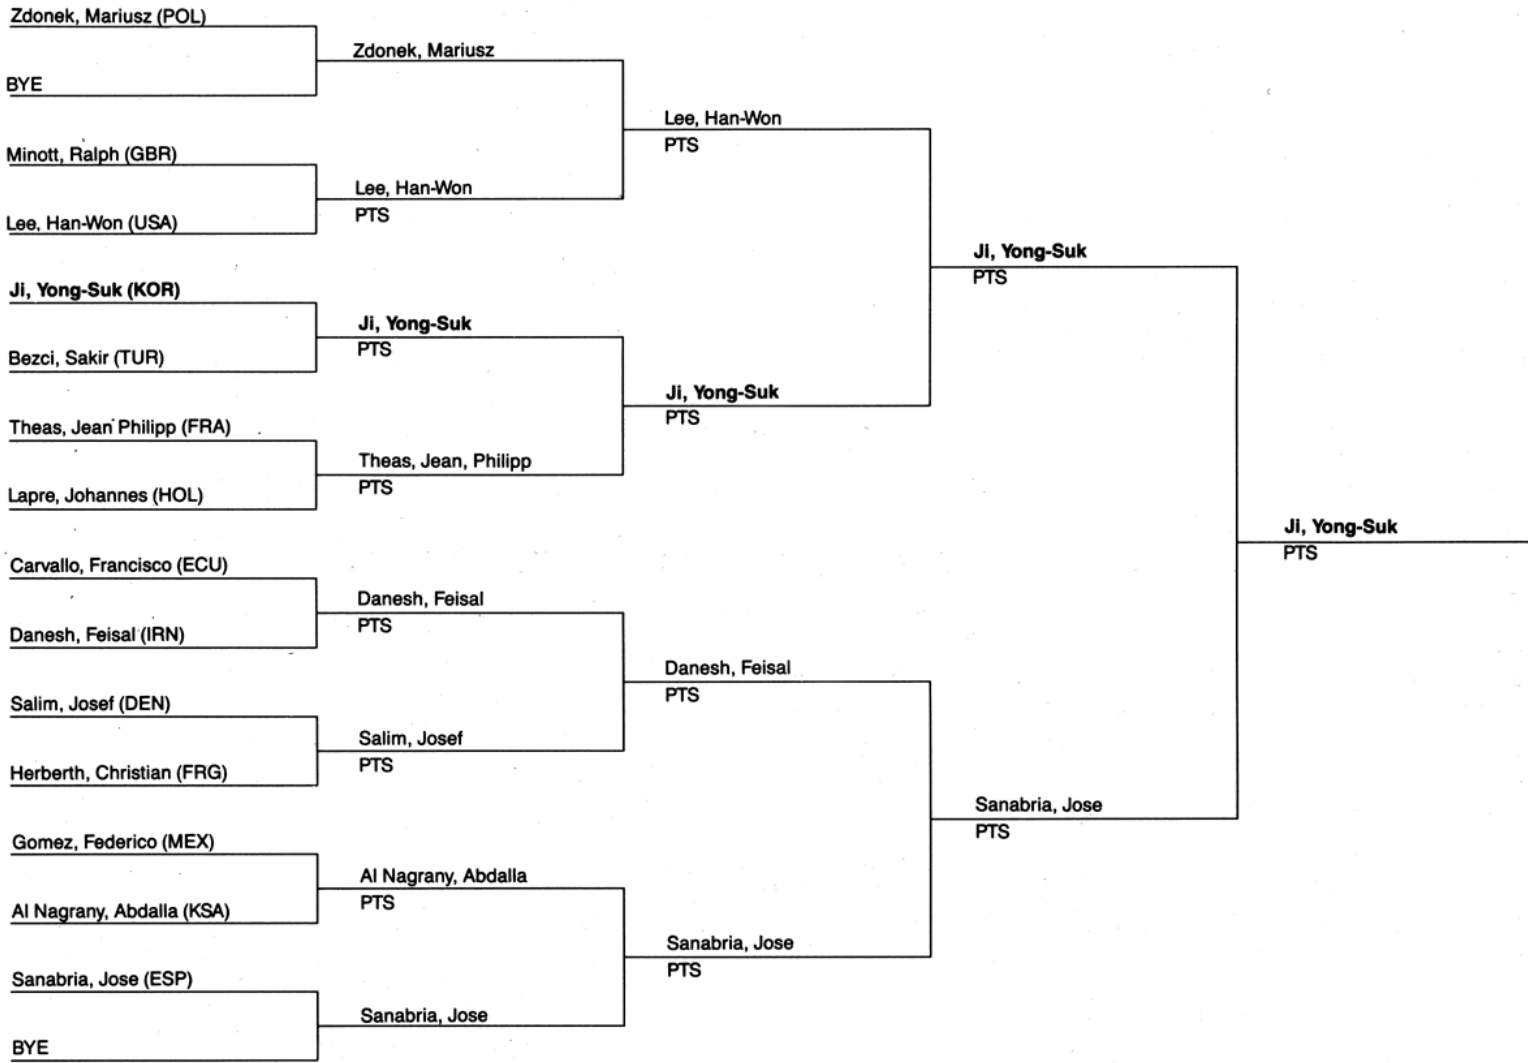 Zdonek, Mariusz (POL)
BYE
Minott, Ralph (GBR)
Lee, Han-Won (USA)
Ji, Yong-Suk (KOR)
Bezci, Sakir (TUR)
Theas, Jean Philipp (FRA)
Lapre, Johannes (HOL)
Carvallo, Francisco (ECU)
Danesh, Feisal (IRN)
Salim, Josef (DEN)
Herberth, Christian (FRG)
Gomez, Federico (MEX)
Al Nagrany, Abdalla (KSA)
Sanabria, Jose (ESP)
BYE
Zdonek, Mariusz
Lee, Han-Won
PTS
Ji, Yong-Suk
PTS
Theas, Jean, Philipp
PTS
Danesh, Feisal
PTS
Salim, Josef
PTS
Al Nagrany, Abdalla
PTS
Sanabria, Jose
Lee, Han-Won
PTS
Ji, Yong-Suk
PTS
Danesh, Feisal
PTS
Sanabria, Jose
PTS
Ji, Yong-Suk
PTS
Sanabria, Jose
PTS
Ji, Yong-Suk
PTS